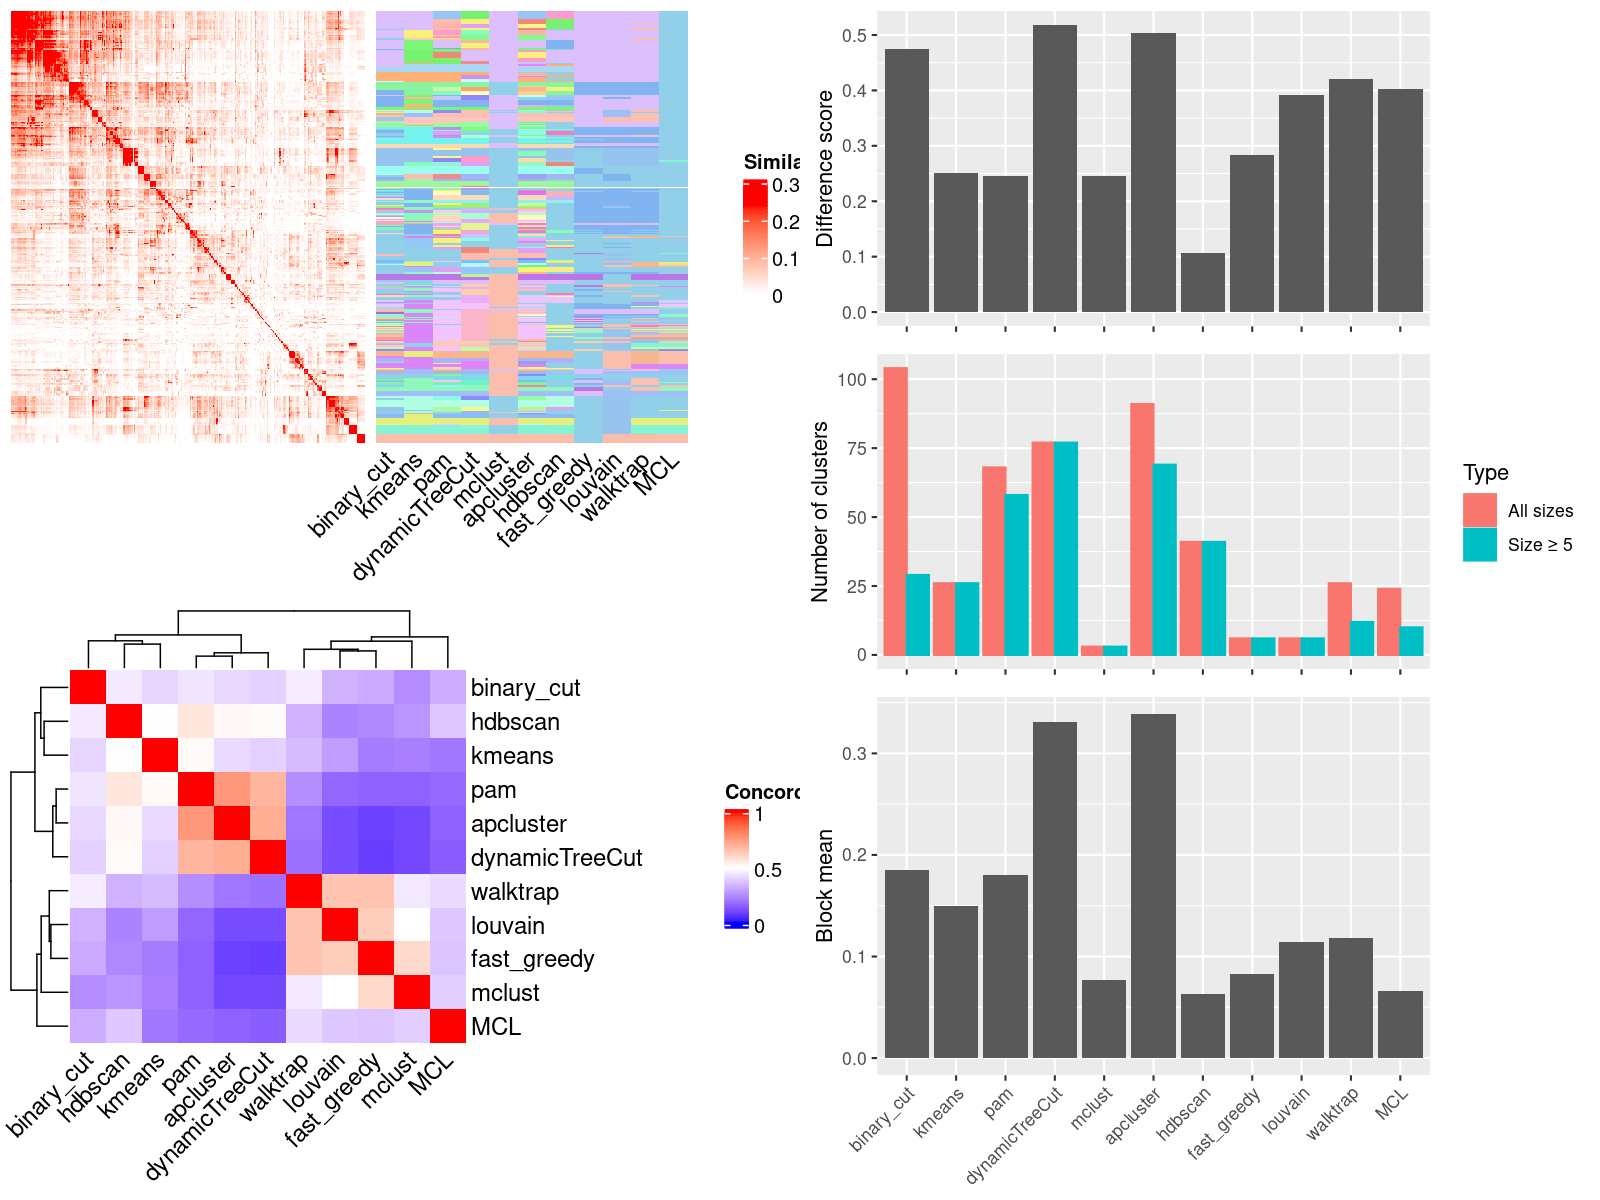 Simila
0.3
0.2
0.1
0
binary_cut
kmeans
pam
dynamicTreeCut
mclust
apcluster
hdbscan
fast_greedy
louvain
walktrap
MCL
binary_cut
hdbscan
kmeans
pam
apcluster
dynamicTreeCut
walktrap
louvain
fast_greedy
mclust
MCL
binary_cut
hdbscan
kmeans
pam
apcluster
dynamicTreeCut
walktrap
louvain
fast_greedy
mclust
MCL
Concord
1
0.5
0
Difference score
0.5
0.4
0.3
0.2
0.1
0.0
Number of clusters
100
75
50
25
0
Type
All sizes
Size ≥ 5
Block mean
0.3
0.2
0.1
0.0
binary_cut
kmeans
pam
dynamicTreeCut
mclust
apcluster
hdbscan
fast_greedy
louvain
walktrap
MCL